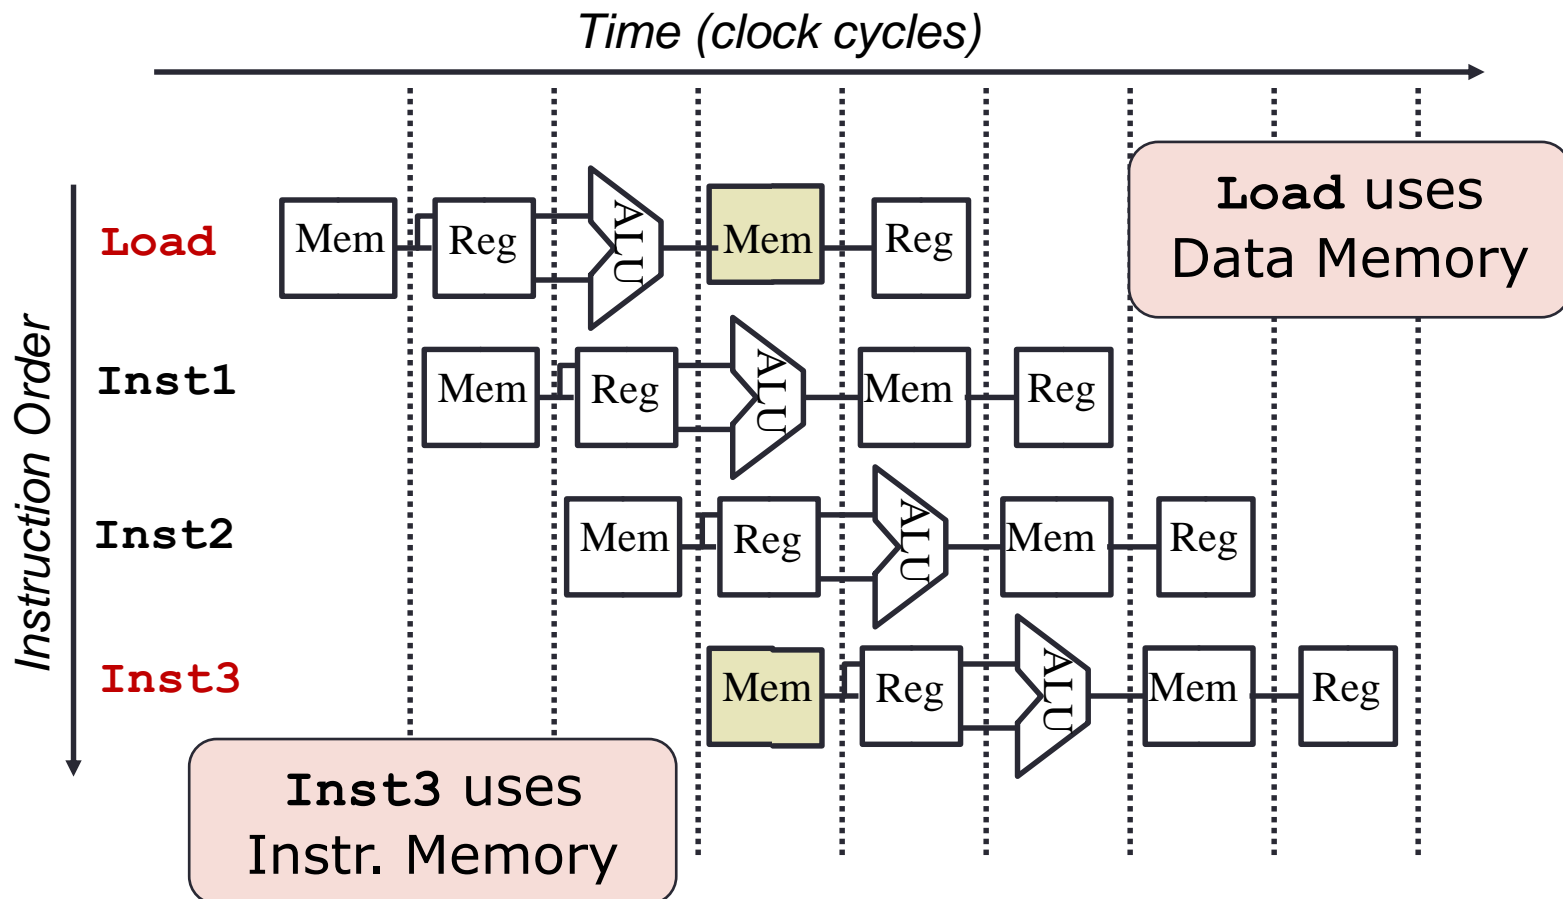 Time (clock cycles)
Instruction Order
Load
Mem
Reg
ALU
Mem
Reg
Load uses
Data Memory
Inst1
Mem
Reg
ALU
Mem
Reg
Inst2
Mem
Reg
ALU
Mem
Reg
Inst3
Mem
Reg
ALU
Mem
Reg
Inst3 uses
Instr. Memory